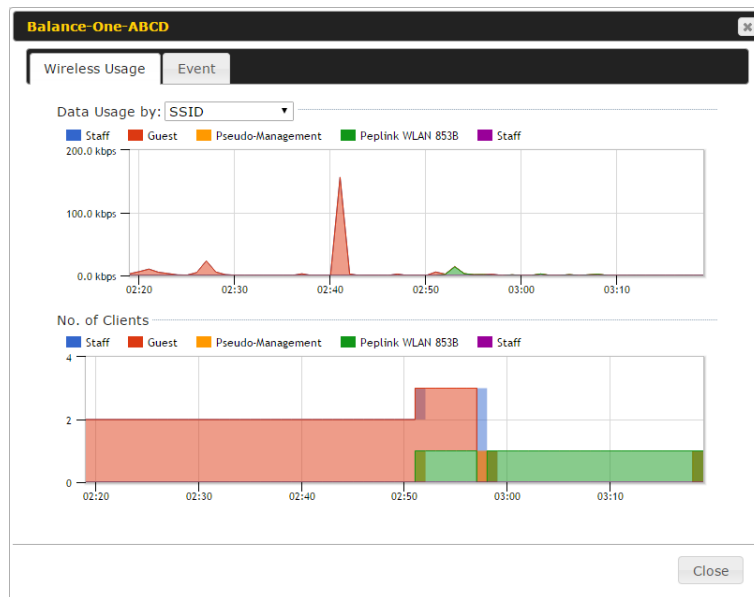 Balance-One-ABCD
Wireless Usage Event
Data Usage by: SSID
Staff Guest Pseudo-Management Peplink WLAN 853B Staff
200.0 kbps
100.0 kbps
0.0 kbps
02:20 02:30 02:40 02:50 03:00 03:10
No. of Clients
Staff Guest Pseudo-Management Peplink WLAN 853B Staff
4
2
0
02:20 02:30 02:40 02:50 03:00 03:10
Close